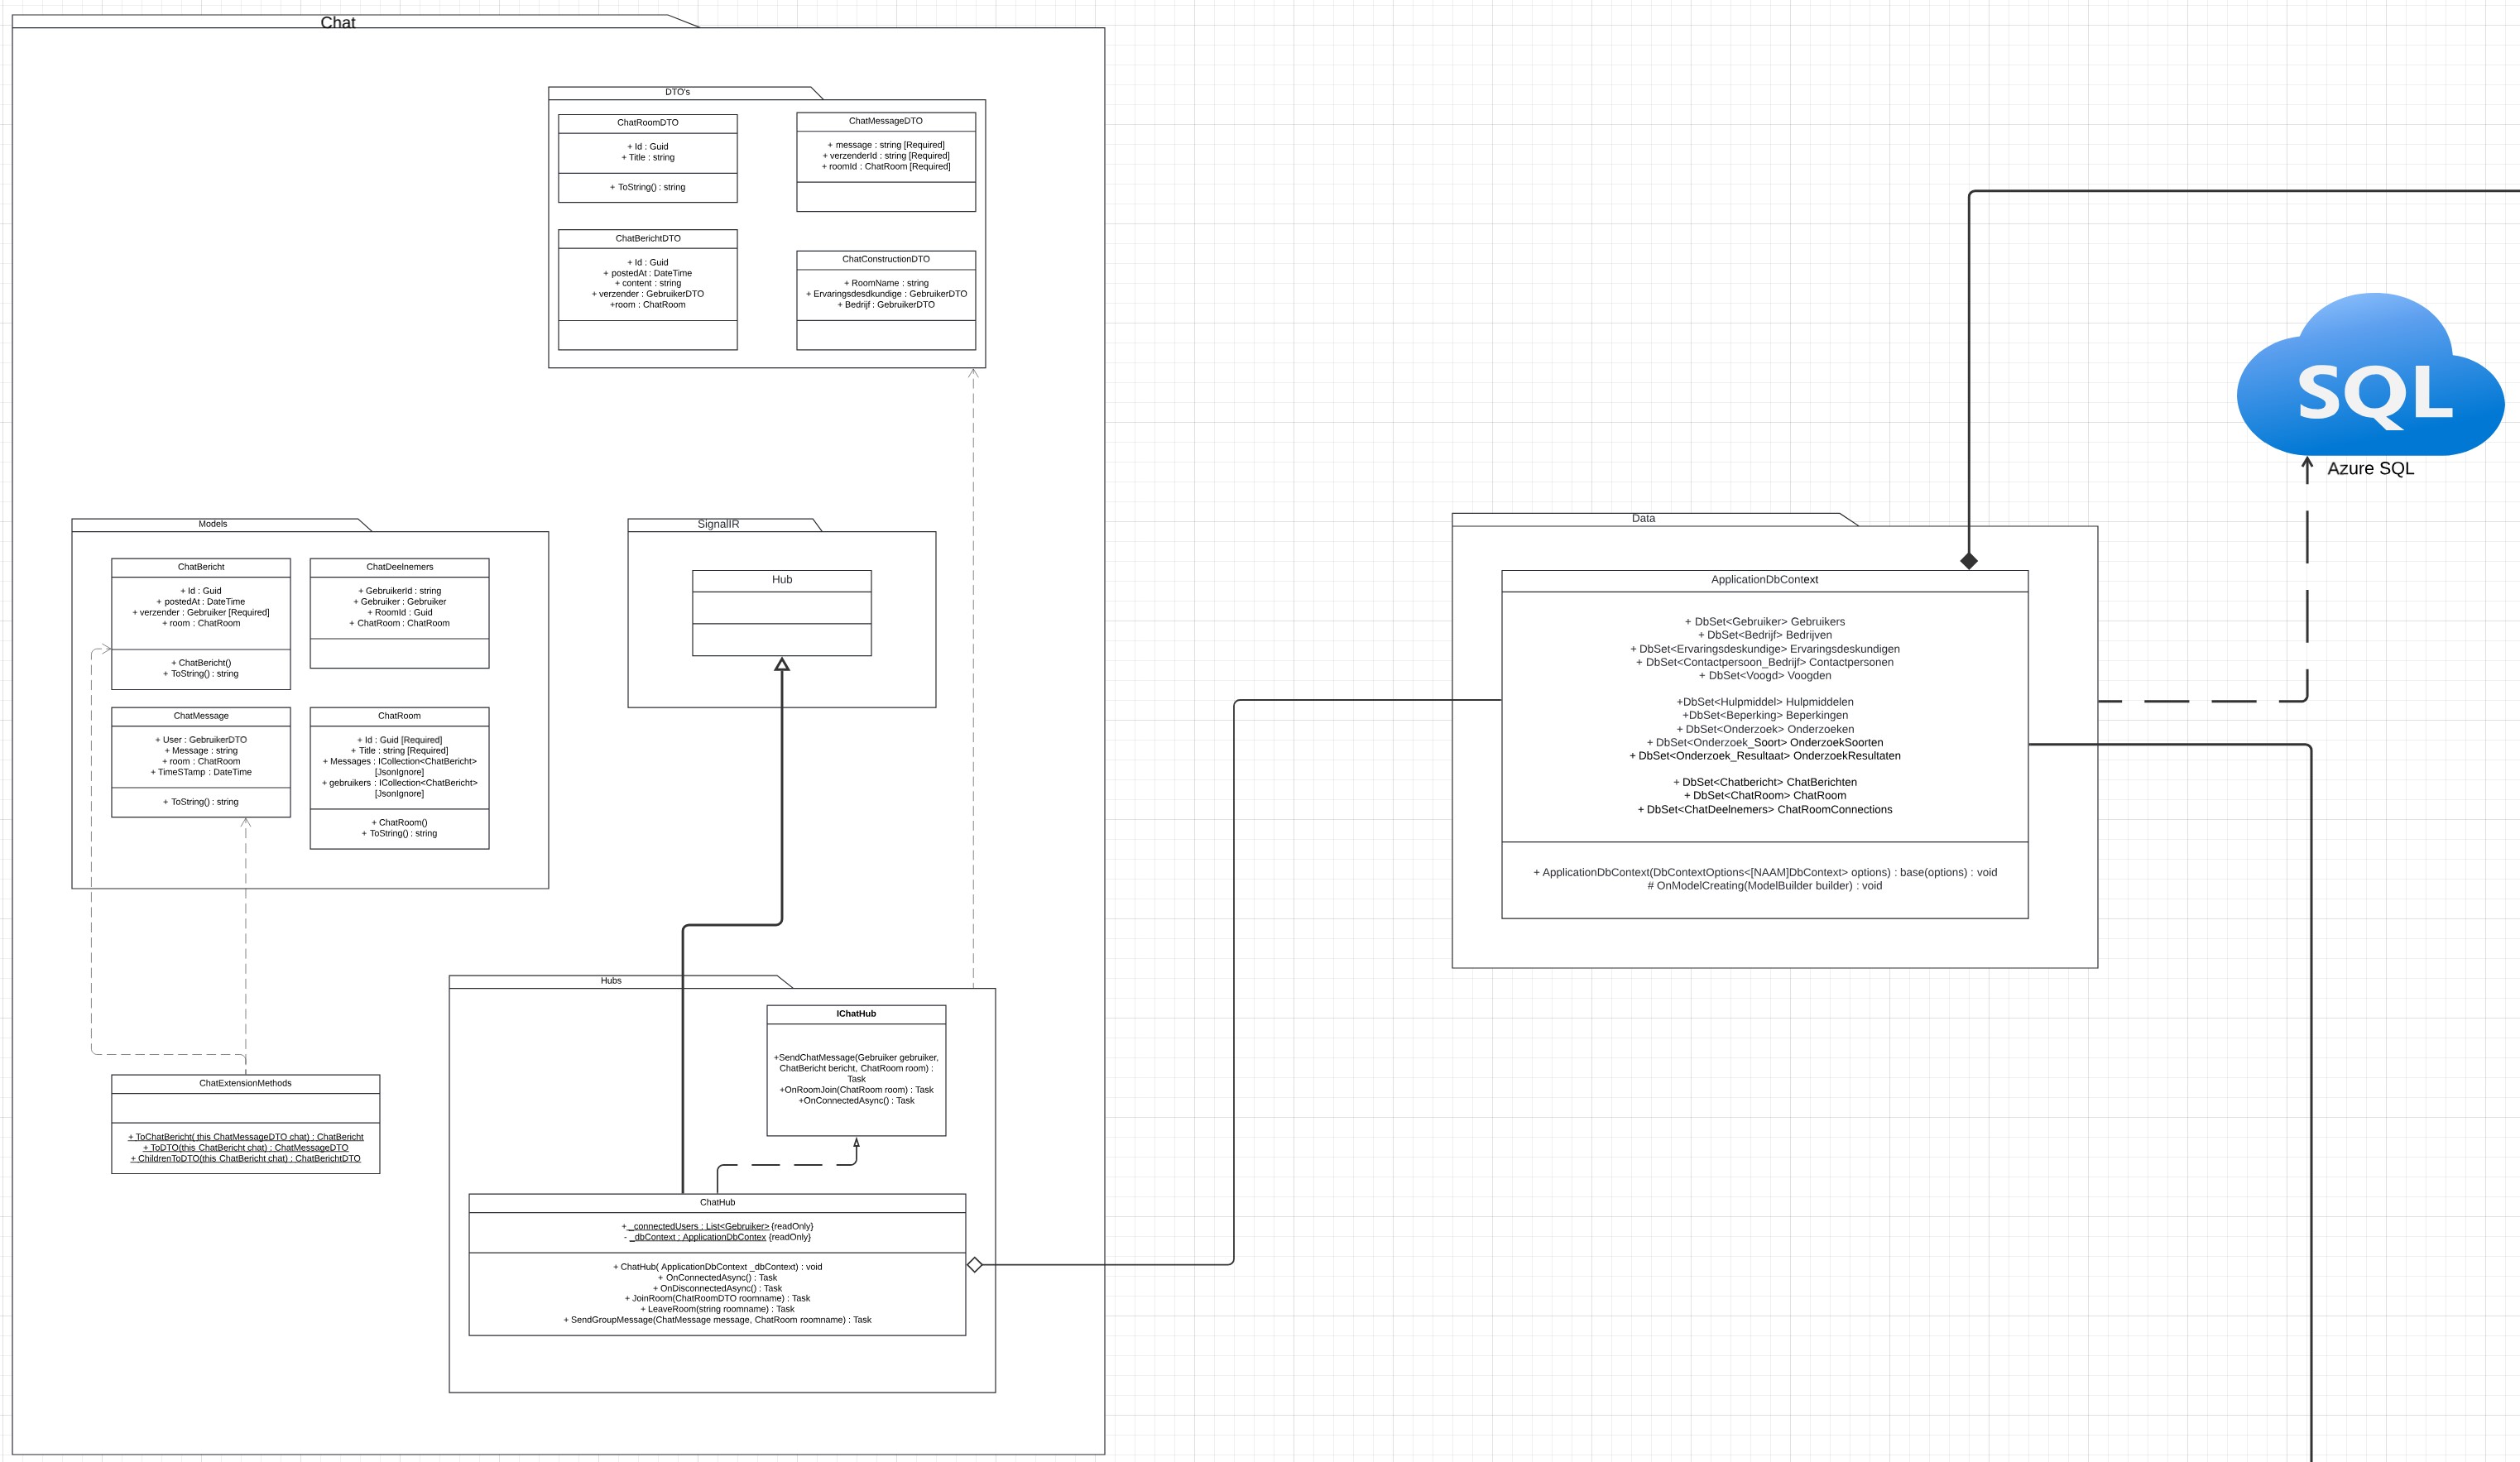 Chat
DTO's
ChatRoomDTO
+ Id : Guid
+ Title : string
+ ToString() : string
ChatMessageDTO
+ message : string [Required]
+ verzenderId : string [Required]
+ roomId : ChatRoom [Required]
ChatBerichtDTO
+ Id : Guid
+ postedAt : DateTime
+ content : string
+ verzender : GebruikerDTO
+room : ChatRoom
ChatConstructionDTO
+ RoomName : string
+ Ervaringsdesdkundige : GebruikerDTO
+ Bedrijf : GebruikerDTO
Models
ChatBericht
+ Id : Guid
+ postedAt : DateTime
+ verzender : Gebruiker [Required]
+ room : ChatRoom
+ ChatBericht()
+ ToString() : string
ChatDeelnemers
+ GebruikerId : string
+ Gebruiker : Gebruiker
+ RoomId : Guid
+ ChatRoom : ChatRoom
ChatMessage
+ User : GebruikerDTO
+ Message : string
+ room : ChatRoom
+ TimeSTamp : DateTime
+ ToString() : string
ChatRoom
+ Id : Guid [Required]
+ Title : string [Required]
+ Messages : ICollection<ChatBericht>
[JsonIgnore]
+ gebruikers : ICollection<ChatBericht>
[JsonIgnore]
+ ChatRoom()
+ ToString() : string
SignalIR
Hub
ChatExtensionMethods
+ ToChatBericht( this ChatMessageDTO chat) : ChatBericht
+ ToDTO(this ChatBericht chat) : ChatMessageDTO
+ ChildrenToDTO(this ChatBericht chat) : ChatBerichtDTO
Hubs
IChatHub
+SendChatMessage(Gebruiker gebruiker,
ChatBericht bericht, ChatRoom room) :
Task
+OnRoomJoin(ChatRoom room) : Task
+OnConnectedAsync() : Task
ChatHub
+ _connectedUsers : List<Gebruiker> {readOnly}
- _dbContext : ApplicationDbContex {readOnly}
+ ChatHub( ApplicationDbContext _dbContext) : void
+ OnConnectedAsync() : Task
+ OnDisconnectedAsync() : Task
+ JoinRoom(ChatRoomDTO roomname) : Task
+ LeaveRoom(string roomname) : Task
+ SendGroupMessage(ChatMessage message, ChatRoom roomname) : Task
Data
ApplicationDbContext
+ DbSet<Gebruiker> Gebruikers
+ DbSet<Bedrijf> Bedrijven
+ DbSet<Ervaringsdeskundige> Ervaringsdeskundigen
+ DbSet<Contactpersoon_Bedrijf> Contactpersonen
+ DbSet<Voogd> Voogden
+DbSet<Hulpmiddel> Hulpmiddelen
+DbSet<Beperking> Beperkingen
+ DbSet<Onderzoek> Onderzoeken
+ DbSet<Onderzoek_Soort> OnderzoekSoorten
+ DbSet<Onderzoek_Resultaat> OnderzoekResultaten
+ DbSet<Chatbericht> ChatBerichten
+ DbSet<ChatRoom> ChatRoom
+ DbSet<ChatDeelnemers> ChatRoomConnections
+ ApplicationDbContext(DbContextOptions<[NAAM]DbContext> options) : base(options) : void
# OnModelCreating(ModelBuilder builder) : void
SQL
Azure SQL